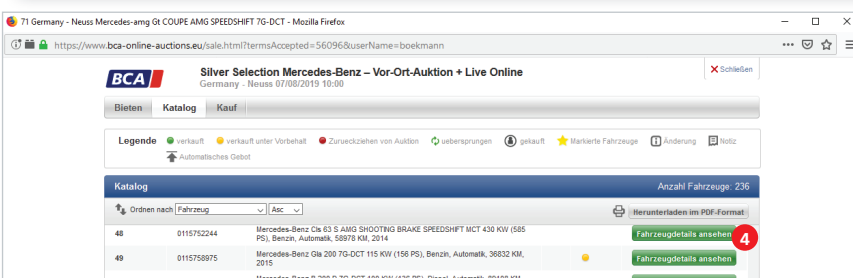 71 Germany - Neuss Mercedes-amg Gt COUPE AMG SPEEDSHIFT 7G-DCT - Mozilla Firefox
https://www.bca-online-auctions.eu/sale.html?termsAccepted=56096&userName=boekmann
BCA
Silver Selection Mercedes-Benz – Vor-Ort-Auktion + Live Online
Germany - Neuss 07/08/2019 10:00
Schließen
Bieten Katalog Kauf
Legende verkauft verkauft unter Vorbehalt Zurueckziehen von Auktion uebersprungen gekauft Markierte Fahrzeuge Änderung Notiz
Automatisches Gebot
Katalog Anzahl Fahrzeuge: 236
Ordnen nach Fahrzeug Asc Herunterladen im PDF-Format
48 0115752244 Mercedes-Benz Cls 63 S AMG SHOOTING BRAKE SPEEDSHIFT MCT 430 KW (585
PS), Benzin, Automatik, 58978 KM, 2014 Fahrzeugdetails ansehen
4
49 0115758975 Mercedes-Benz Gla 200 7G-DCT 115 KW (156 PS), Benzin, Automatik, 36832 KM,
2015 Fahrzeugdetails ansehen